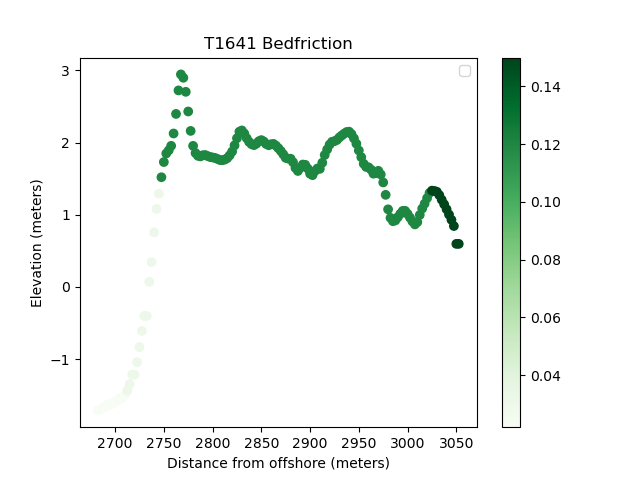 T1641 Bedfriction
3
2
1
0
−1
Elevation (meters)
2700 2750 2800 2850 2900 2950 3000 3050
Distance from offshore (meters)
0.14
0.12
0.10
0.08
0.06
0.04